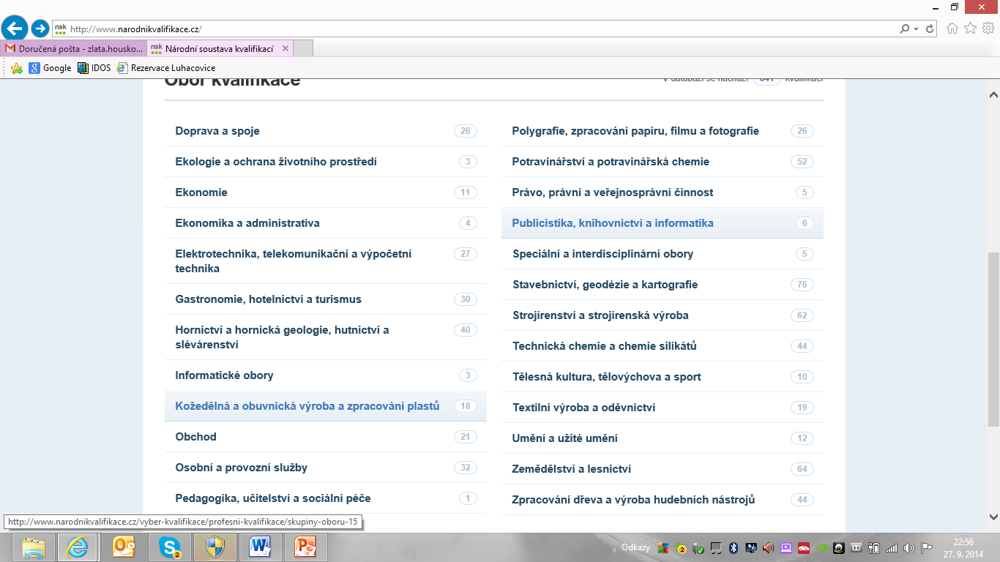 http://www.narodnikvalifikace.cz/
Doručená pošta - zlata.housko...
nsk Národní soustava kvalifikací
Google IDOS Rezervace Luhacovice
Obor kvalifikace
V databázi se nachází 641 kvalifikací
Doprava a spoje 26
Ekologie a ochrana životního prostředí 3
Ekonomie 11
Ekonomika a administrativa 4
Elektrotechnika, telekomunikační a výpočetní
technika 27
Gastronomie, hotelnictví a turismus 30
Hornictví a hornická geologie, hutnictví a
slévárenství 40
Informatické obory 3
Kožedělná a obuvnická výroba a zpracování plastů 18
Obchod 21
Osobní a provozní služby 32
Pedagogika, učitelství a sociální péče 1
Polygrafie, zpracování papíru, filmu a fotografie 26
Potravinářství a potravinářská chemie 52
Právo, právní a veřejnosprávní činnost 5
Publicistika, knihovnictví a informatika 6
Speciální a interdisciplinární obory 5
Stavebnictví, geodézie a kartografie 76
Strojírenství a strojírenská výroba 62
Technická chemie a chemie silikátů 44
Tělesná kultura, tělovýchova a sport 10
Textilní výroba a oděvnictví 19
Umění a užité umění 12
Zemědělství a lesnictví 64
Zpracování dřeva a výroba hudebních nástrojů 44
http://www.narodnikvalifikace.cz/vyber-kvalifikace/profesni-kvalifikace/skupiny-oboru-15
Odkazy
22:56
27. 9. 2014